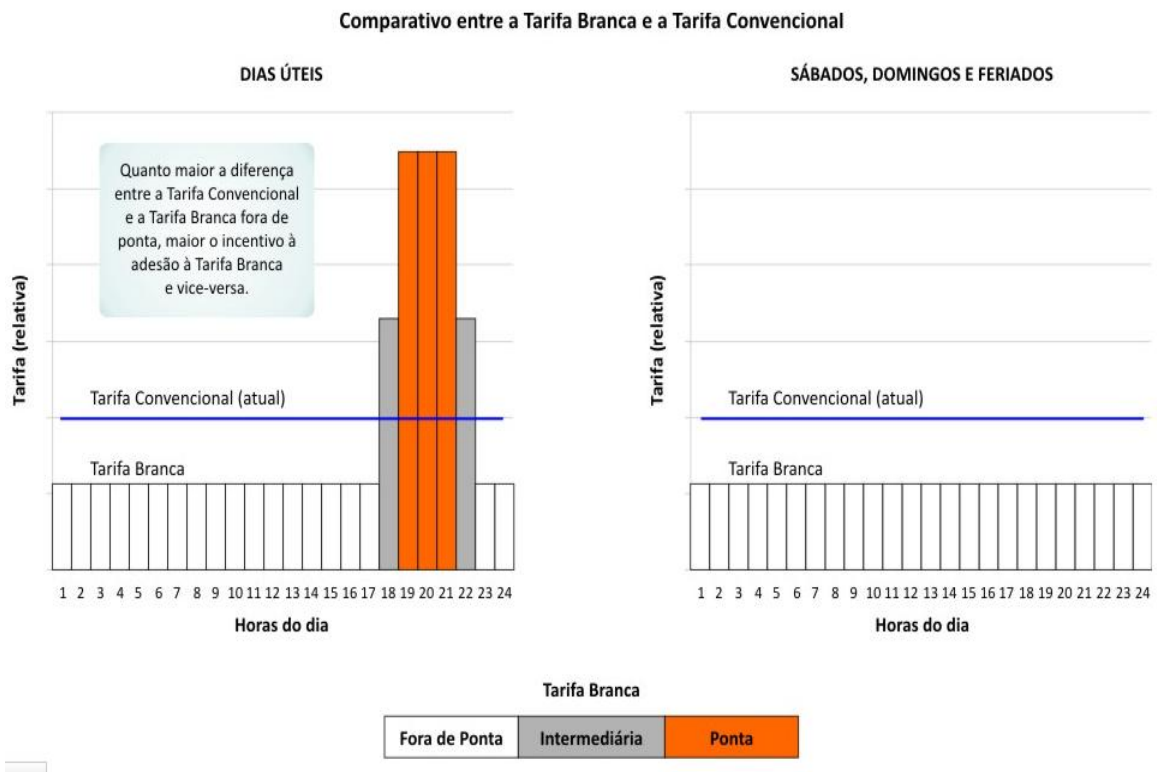 Comparativo entre a Tarifa Branca e a Tarifa Convencional
DIAS ÚTEIS
Quanto maior a diferença
entre a Tarifa Convencional
e a Tarifa Branca fora de
ponta, maior o incentivo à
adesão à Tarifa Branca
e vice-versa.
Tarifa (relativa)
Tarifa Convencional (atual)
Tarifa Branca
1 2 3 4 5 6 7 8 9 10 11 12 13 14 15 16 17 18 19 20 21 22 23 24
Horas do dia
SÁBADOS, DOMINGOS E FERIADOS
Tarifa (relativa)
Tarifa Convencional (atual)
Tarifa Branca
1 2 3 4 5 6 7 8 9 10 11 12 13 14 15 16 17 18 19 20 21 22 23 24
Horas do dia
Tarifa Branca
Fora de Ponta Intermediária Ponta